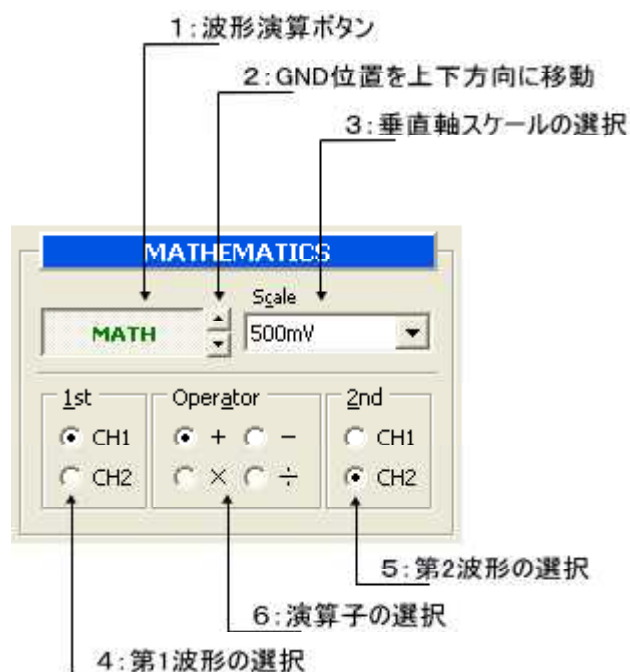 1:波形演算ボタン
2:GND位置を上下方向に移動
3:垂直軸スケールの選択
MATHEMATICS
Scale
MATH
500mV
1st
Operator
2nd
CH1 + - CH1
CH2 × ÷ CH2
5:第2波形の選択
6:演算子の選択
4:第1波形の選択